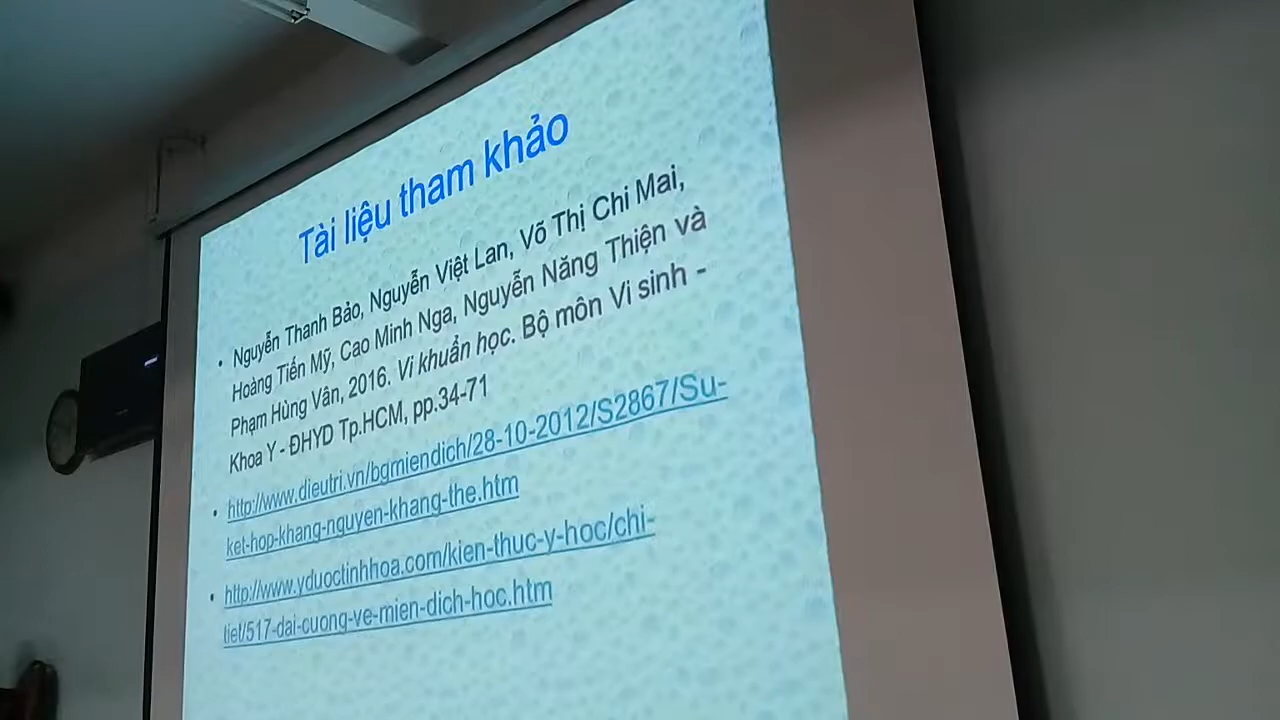 Tài liệu tham khảo
• Nguyễn Thanh Bảo, Nguyễn Việt Lan, Võ Thị Chi Mai,
Hoàng Tiến Mỹ, Cao Minh Nga, Nguyễn Năng Thiện và
Phạm Hùng Vân, 2016. Vi khuẩn học. Bộ môn Vi sinh -
Khoa Y - ĐHYD Tp.HCM, pp.34-71
• http://www.dieutri.vn/bgmiendich/28-10-2012/S2867/Su-
ket-hop-khang-nguyen-khang-the.htm
• http://www.yduoctinhhoa.com/kien-thuc-y-hoc/chi-
tiet/517-dai-cuong-ve-mien-dich-hoc.htm